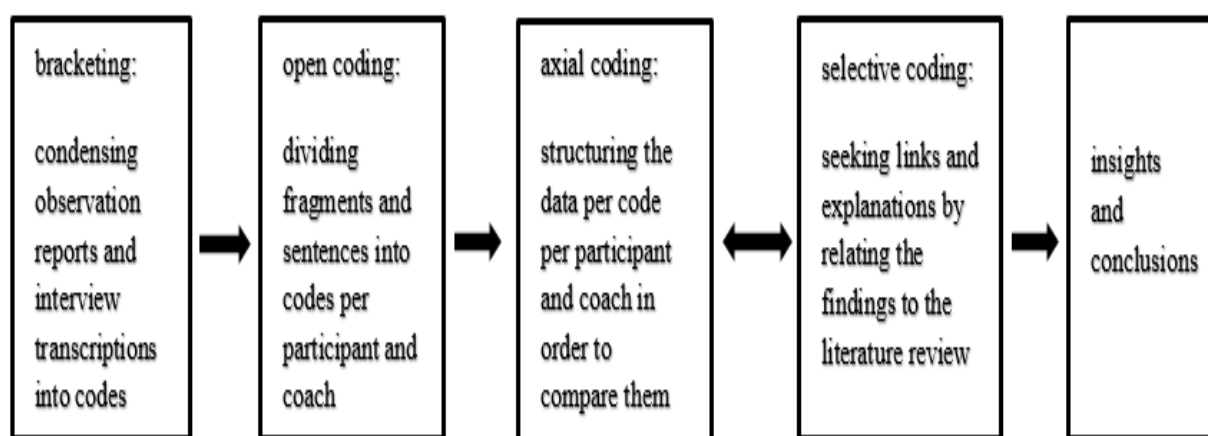 bracketing:
condensing
observation
reports and
interview
transcriptions
into codes
open coding:
dividing
fragments and
sentences into
codes per
participant and
coach
axial coding:
structuring the
data per code
per participant
and coach in
order to
compare them
selective coding:
seeking links and
explanations by
relating the
findings to the
literature review
insights
and
conclusions